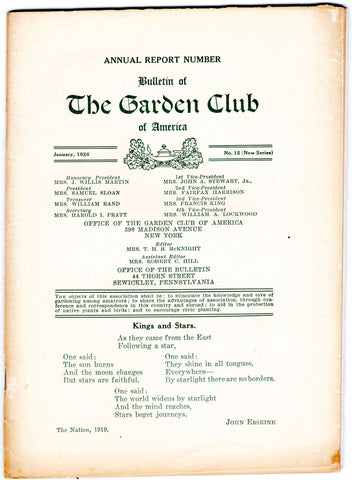 ANNUAL REPORT NUMBER
Bulletin of
The Garden Club
of America
January, 1924
No. 15 (New Series)
Honorary President
MRS. J. WILLIS MARTIN
President
MRS. SAMUEL SLOAN
Treasurer
MRS. WILLIAM RAND
Secretary
MRS. HAROLD I. PRATT
1st Vice-President
MRS. JOHN A. STEWART, Jr.
2nd Vice-President
MRS. FAIRFAX HARRISON
3rd Vice-President
MRS. FRANCIS KING
4th Vice-President
MRS. WILLIAM A. LOCKWOOD
OFFICE OF THE GARDEN CLUB OF AMERICA
598 MADISON AVENUE
NEW YORK
Editor
MRS. T. H. B. McKNIGHT
Assistant Editor
MRS. ROBERT C. HILL
OFFICE OF THE BULLETIN
44 THORN STREET
SEWICKLEY, PENNSYLVANIA
THE objects of this association shall be: to stimulate the knowledge and love of
gardening among amateurs; to share the advantages of association, through con-
ference and correspondence in this country and abroad; to aid in the protection
of native plants and birds; and to encourage civic planting.
Kings and Stars.
As they came from the East
Following a star,
One said:
The sun burns
And the moon changes
But stars are faithful.
One said:
They shine in all tongues,
Everywhere—
By starlight there are no borders.
One said:
The world widens by starlight
And the mind reaches,
Stars beget journeys.
JOHN ERSKINE
The Nation, 1919.